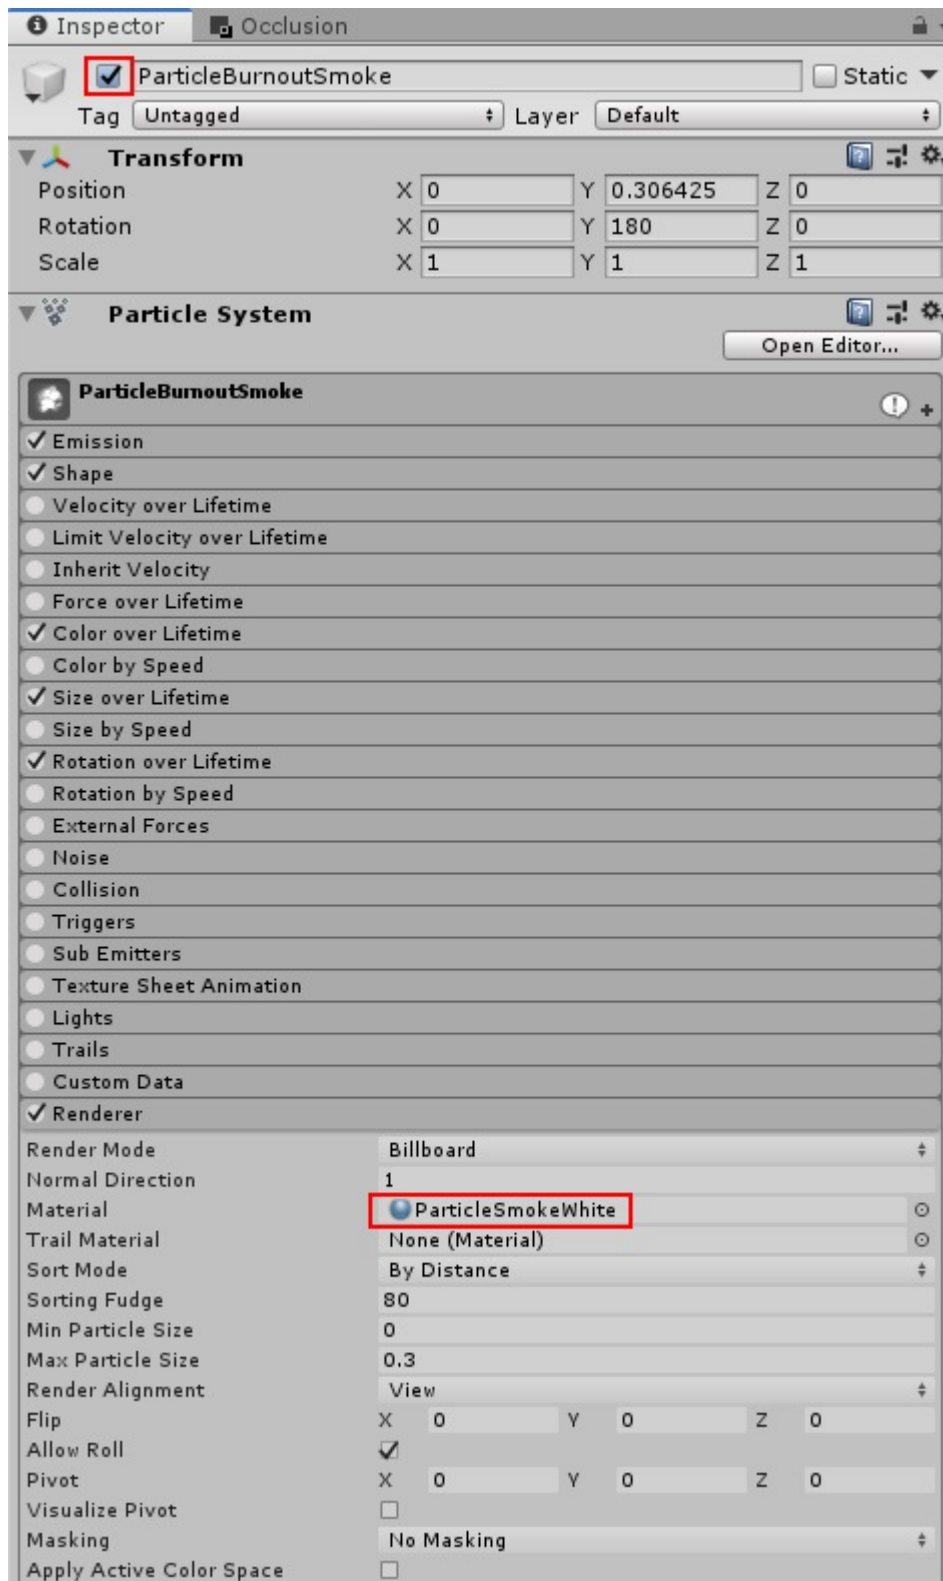 Inspector Occlusion
ParticleBurnoutSmoke Static
Tag Untagged Layer Default
Transform
Position X 0 Y 0.306425 Z 0
Rotation X 0 Y 180 Z 0
Scale X 1 Y 1 Z 1
Particle System
Open Editor...
ParticleBurnoutSmoke
Emission
Shape
Velocity over Lifetime
Limit Velocity over Lifetime
Inherit Velocity
Force over Lifetime
Color over Lifetime
Color by Speed
Size over Lifetime
Size by Speed
Rotation over Lifetime
Rotation by Speed
External Forces
Noise
Collision
Triggers
Sub Emitters
Texture Sheet Animation
Lights
Trails
Custom Data
Renderer
Render Mode Billboard
Normal Direction 1
Material ParticleSmokeWhite
Trail Material None (Material)
Sort Mode By Distance
Sorting Fudge 80
Min Particle Size 0
Max Particle Size 0.3
Render Alignment View
Flip X 0 Y 0 Z 0
Allow Roll
Pivot X 0 Y 0 Z 0
Visualize Pivot
Masking No Masking
Apply Active Color Space